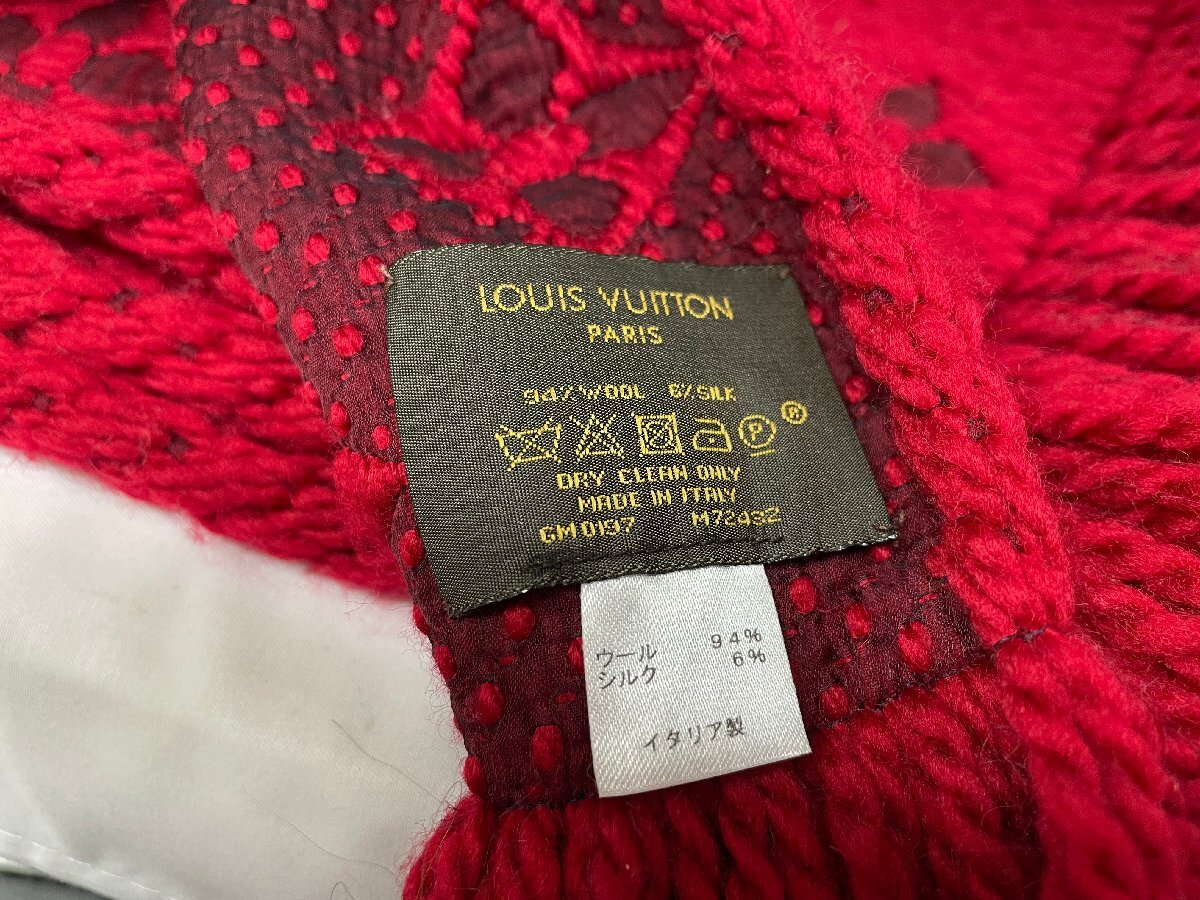 LOUIS VUITTON
PARIS
94% WOOL 6% SILK
P ®
DRY CLEAN ONLY
MADE IN ITALY
GM0197 M72492
ウール 94%
シルク 6%
イタリア製